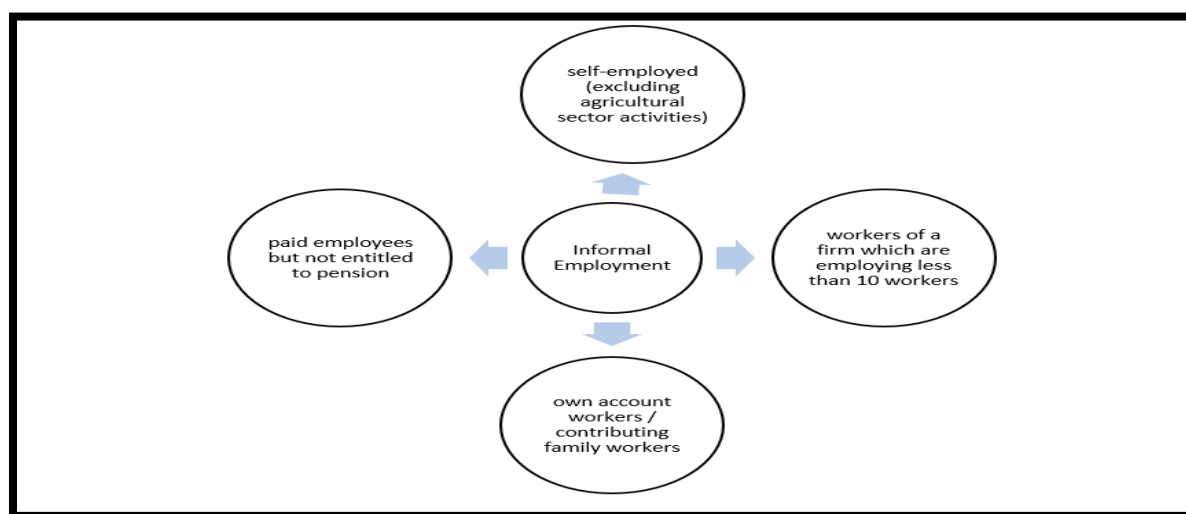 self-employed
(excluding
agricultural
sector activities)
paid employees
but not entitled
to pension
Informal
Employment
workers of a
firm which are
employing less
than 10 workers
own account
workers /
contributing
family workers